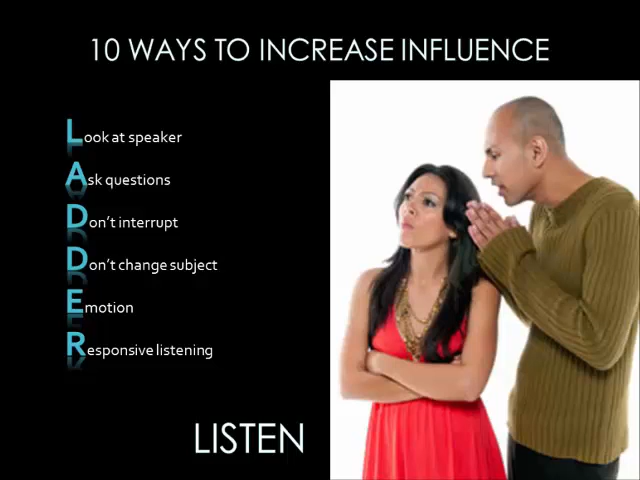 10 WAYS TO INCREASE INFLUENCE
Look at speaker
Ask questions
Don't interrupt
Don't change subject
Emotion
Responsive listening
LISTEN